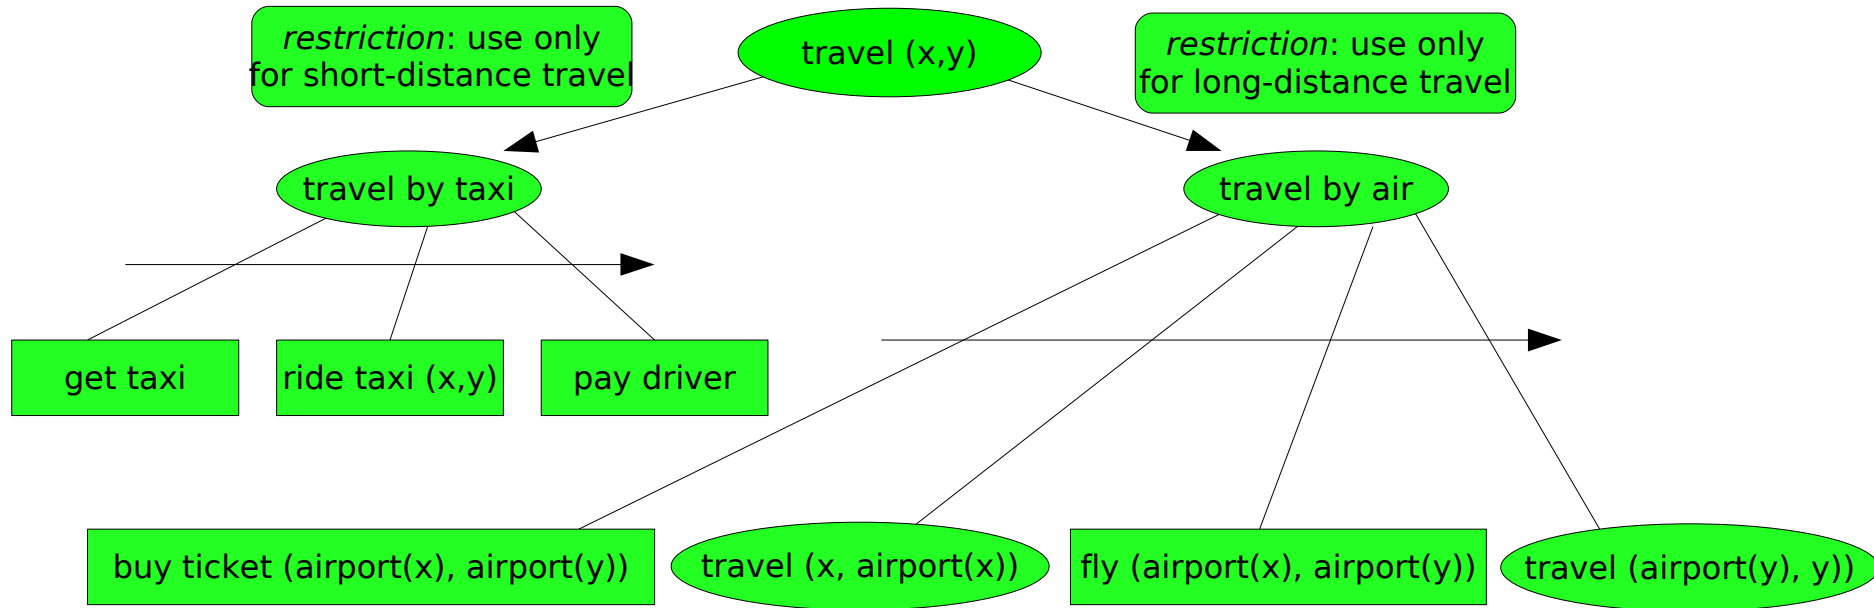 restriction: use only
for short-distance travel
travel (x,y)
restriction: use only
for long-distance travel
travel by taxi
travel by air
get taxi
ride taxi (x,y)
pay driver
buy ticket (airport(x), airport(y))
travel (x, airport(x))
fly (airport(x), airport(y))
travel (airport(y), y))